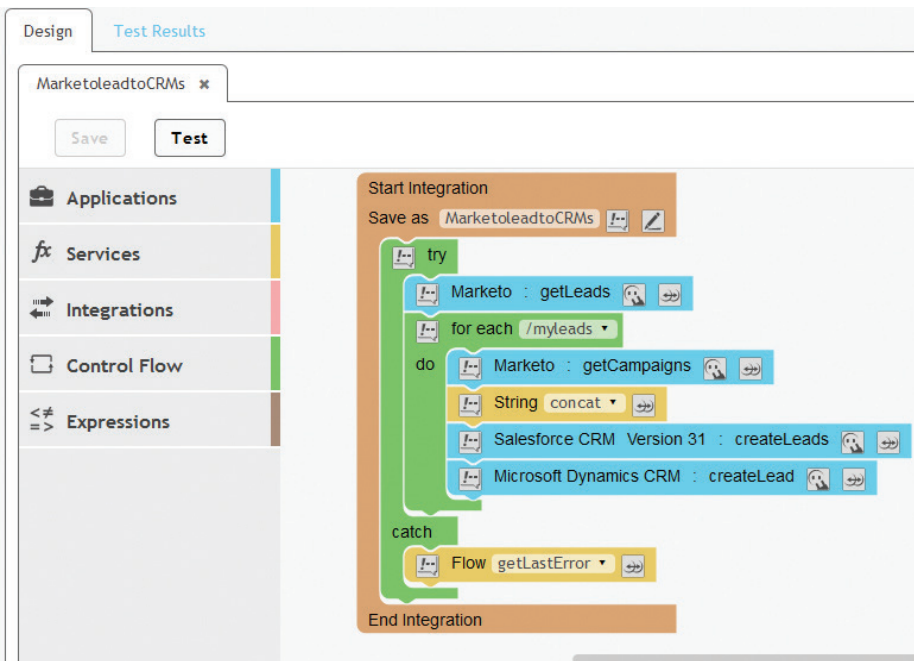 Design Test Results
MarketoleadtoCRMs ×
Save Test
Applications
fx Services
Integrations
Control Flow
Expressions
Start Integration
Save as MarketoleadtoCRMs
try
Marketo : getLeads
for each /myleads
do Marketo : getCampaigns
String concat
Salesforce CRM Version 31 : createLeads
Microsoft Dynamics CRM : createLead
catch
Flow getLastError
End Integration